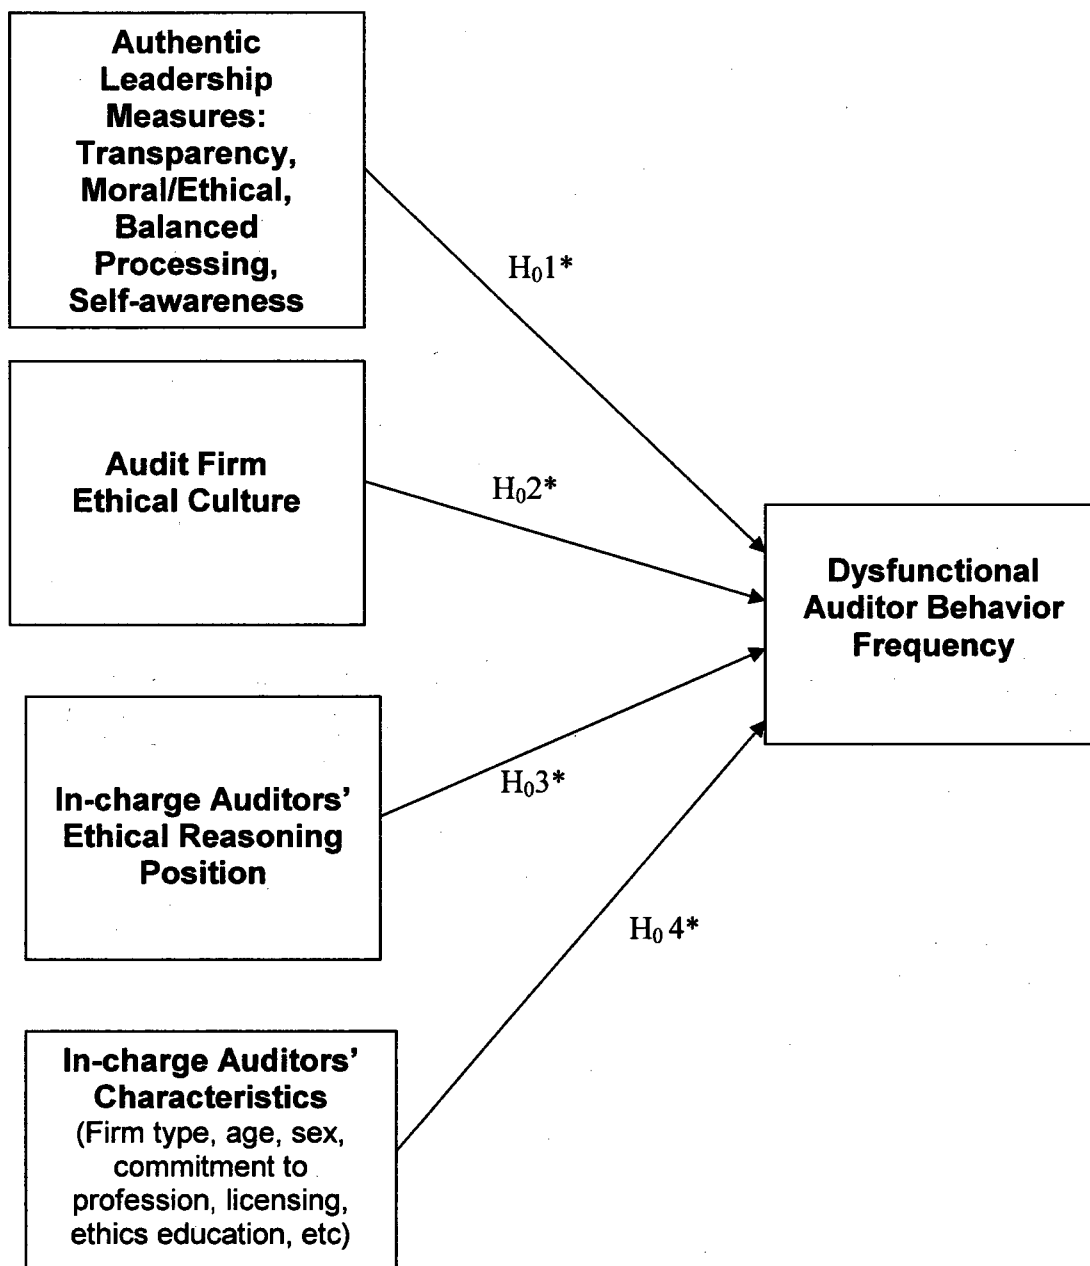 Authentic
Leadership
Measures:
Transparency,
Moral/Ethical,
Balanced
Processing,
Self-awareness
H₀1*
Audit Firm
Ethical Culture
H₀2*
Dysfunctional
Auditor Behavior
Frequency
In-charge Auditors’
Ethical Reasoning
Position
H₀3*
H₀ 4*
In-charge Auditors’
Characteristics
(Firm type, age, sex,
commitment to
profession, licensing,
ethics education, etc)